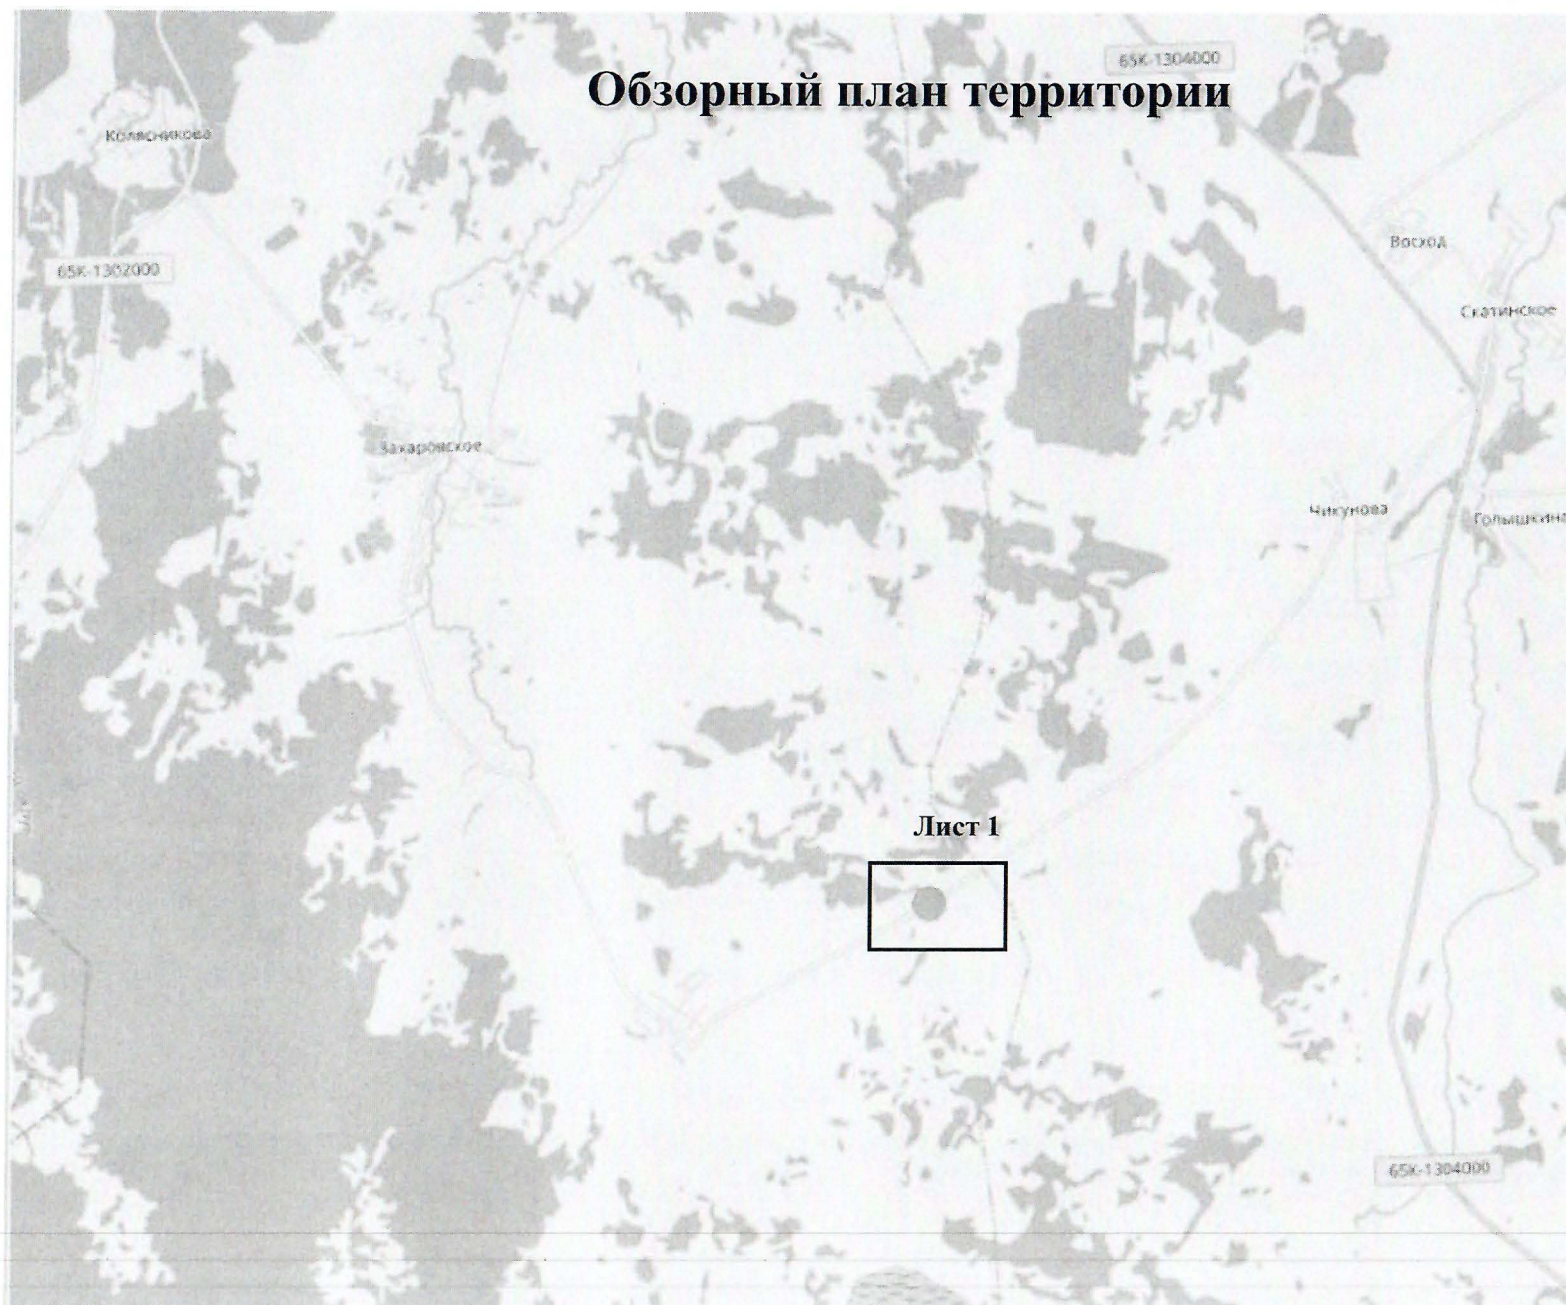 65К-1304000
Обзорный план территории
Колясникова
Восход
65К-1302000
Скатинское
Захаровское
Чикунова
Голышкина
Лист 1
65К-1304000